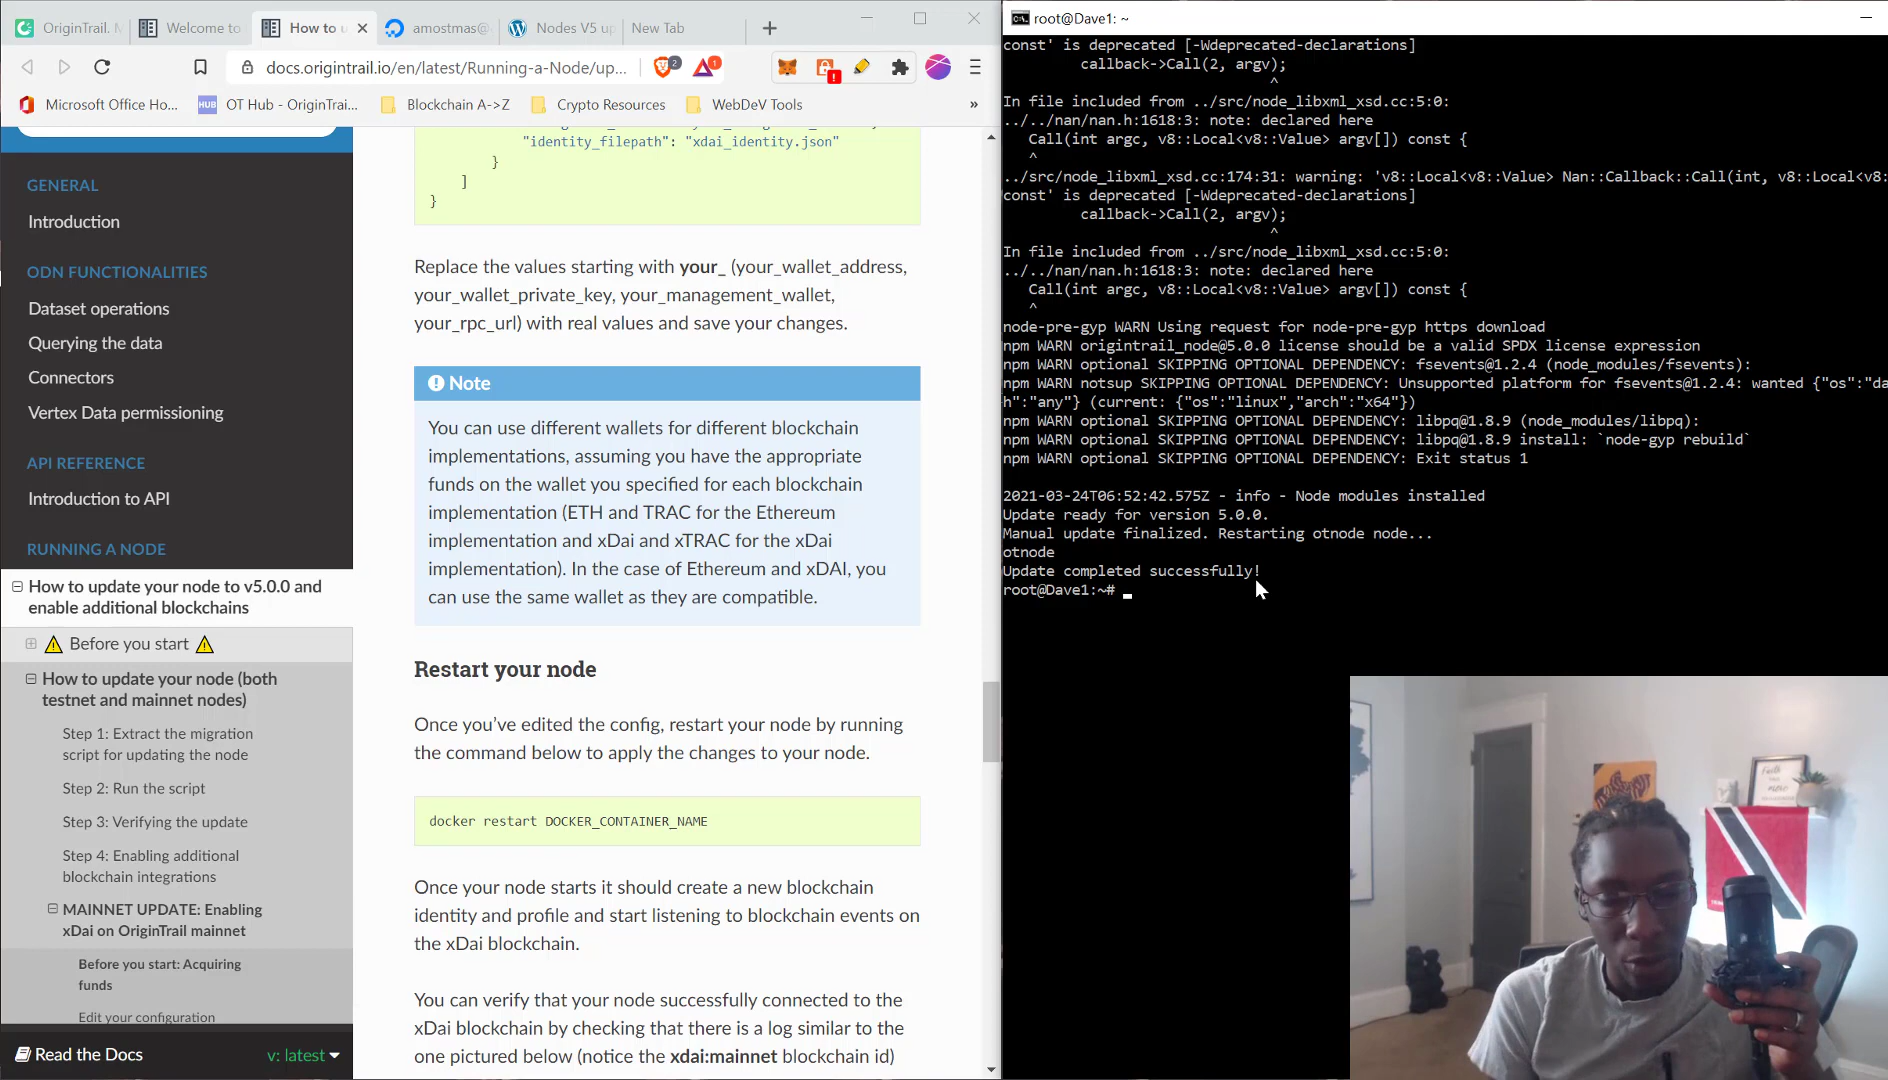 OriginTrail. M
Welcome to
How to u
amostmas@
Nodes V5 up
New Tab
docs.origintrail.io/en/latest/Running-a-Node/up...
2
1
Microsoft Office Ho...
HUB
OT Hub - OriginTrai...
Blockchain A->Z
Crypto Resources
WebDeV Tools
»
GENERAL
Introduction
ODN FUNCTIONALITIES
Dataset operations
Querying the data
Connectors
Vertex Data permissioning
API REFERENCE
Introduction to API
RUNNING A NODE
How to update your node to v5.0.0 and
enable additional blockchains
Before you start
How to update your node (both
testnet and mainnet nodes)
Step 1: Extract the migration
script for updating the node
Step 2: Run the script
Step 3: Verifying the update
Step 4: Enabling additional
blockchain integrations
MAINNET UPDATE: Enabling
xDai on OriginTrail mainnet
Before you start: Acquiring
funds
Edit your configuration
Read the Docs
v: latest
"identity_filepath": "xdai_identity.json"
}
]
}
Replace the values starting with your_ (your_wallet_address,
your_wallet_private_key, your_management_wallet,
your_rpc_url) with real values and save your changes.
Note
You can use different wallets for different blockchain
implementations, assuming you have the appropriate
funds on the wallet you specified for each blockchain
implementation (ETH and TRAC for the Ethereum
implementation and xDai and xTRAC for the xDai
implementation). In the case of Ethereum and xDAI, you
can use the same wallet as they are compatible.
Restart your node
Once you've edited the config, restart your node by running
the command below to apply the changes to your node.
docker restart DOCKER_CONTAINER_NAME
Once your node starts it should create a new blockchain
identity and profile and start listening to blockchain events on
the xDai blockchain.
You can verify that your node successfully connected to the
xDai blockchain by checking that there is a log similar to the
one pictured below (notice the xdai:mainnet blockchain id)
root@Dave1: ~
const' is deprecated [-Wdeprecated-declarations]
callback->Call(2, argv);
^
In file included from ../src/node_libxml_xsd.cc:5:0:
../../nan/nan.h:1618:3: note: declared here
Call(int argc, v8::Local<v8::Value> argv[]) const {
^
../src/node_libxml_xsd.cc:174:31: warning: 'v8::Local<v8::Value> Nan::Callback::Call(int, v8::Local<v8:
const' is deprecated [-Wdeprecated-declarations]
callback->Call(2, argv);
^
In file included from ../src/node_libxml_xsd.cc:5:0:
../../nan/nan.h:1618:3: note: declared here
Call(int argc, v8::Local<v8::Value> argv[]) const {
^
node-pre-gyp WARN Using request for node-pre-gyp https download
npm WARN origintrail_node@5.0.0 license should be a valid SPDX license expression
npm WARN optional SKIPPING OPTIONAL DEPENDENCY: fsevents@1.2.4 (node_modules/fsevents):
npm WARN notsup SKIPPING OPTIONAL DEPENDENCY: Unsupported platform for fsevents@1.2.4: wanted {"os":"da
h":"any"} (current: {"os":"linux","arch":"x64"})
npm WARN optional SKIPPING OPTIONAL DEPENDENCY: libpq@1.8.9 (node_modules/libpq):
npm WARN optional SKIPPING OPTIONAL DEPENDENCY: libpq@1.8.9 install: `node-gyp rebuild`
npm WARN optional SKIPPING OPTIONAL DEPENDENCY: Exit status 1
2021-03-24T06:52:42.575Z - info - Node modules installed
Update ready for version 5.0.0.
Manual update finalized. Restarting otnode node...
otnode
Update completed successfully!
root@Dave1:~#